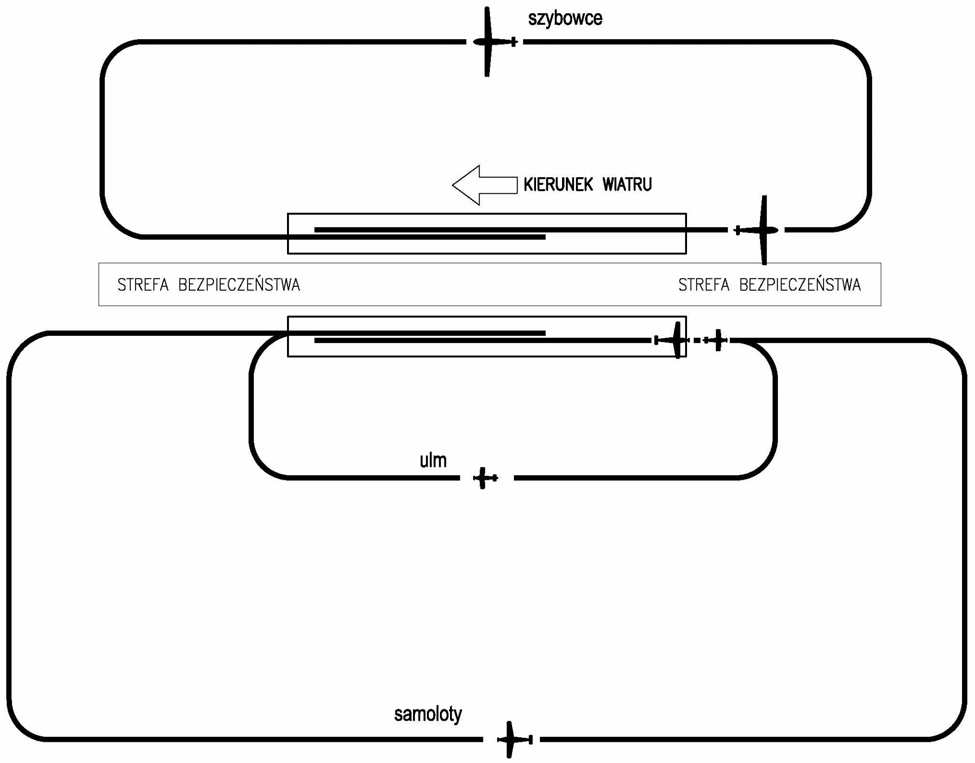 szybowce
KIERUNEK WIATRU
STREFA BEZPIECZEŃSTWA STREFA BEZPIECZEŃSTWA
ulm
samoloty